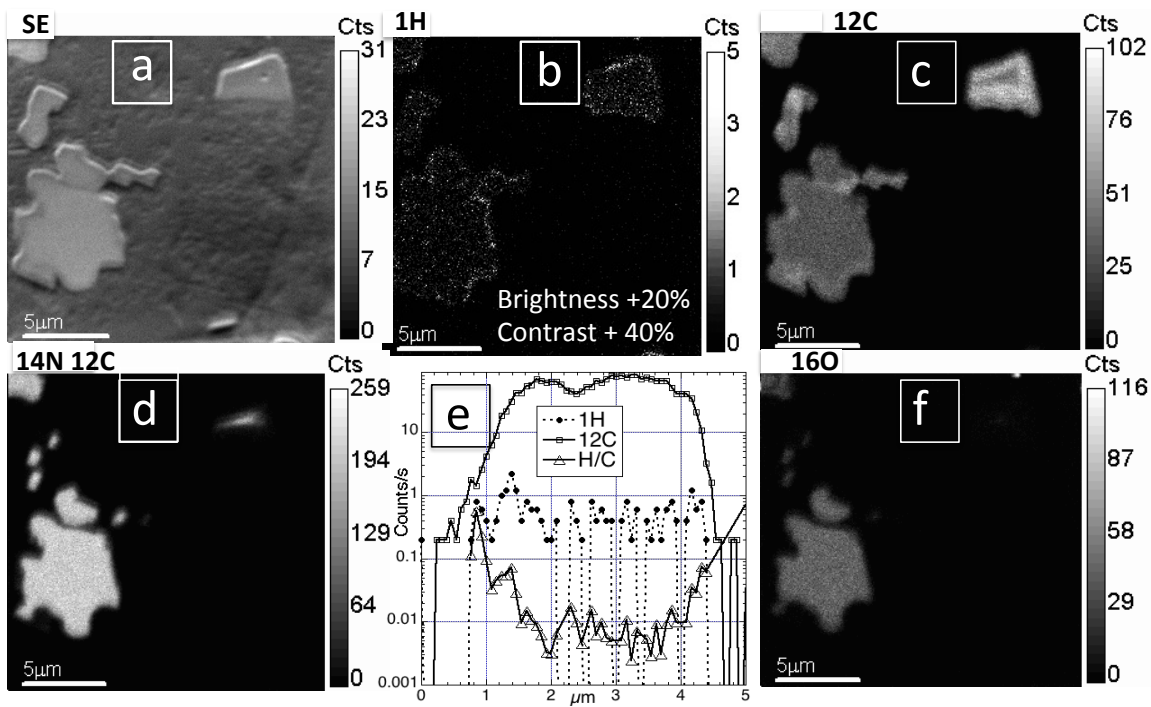 SE
Cts
31
a
23
15
7
0
5µm
1H
5
b
3
2
1
0
Brightness +20%
Contrast + 40%
5µm
12C
Cts
102
c
76
51
25
0
5µm
14N 12C
Cts
259
d
194
129
64
0
5µm
e
1H
12C
H/C
Counts/s
10
1
0.1
0.01
0.001
0 1 2 3 4 5
µm
16O
Cts
116
f
87
58
29
0
5µm